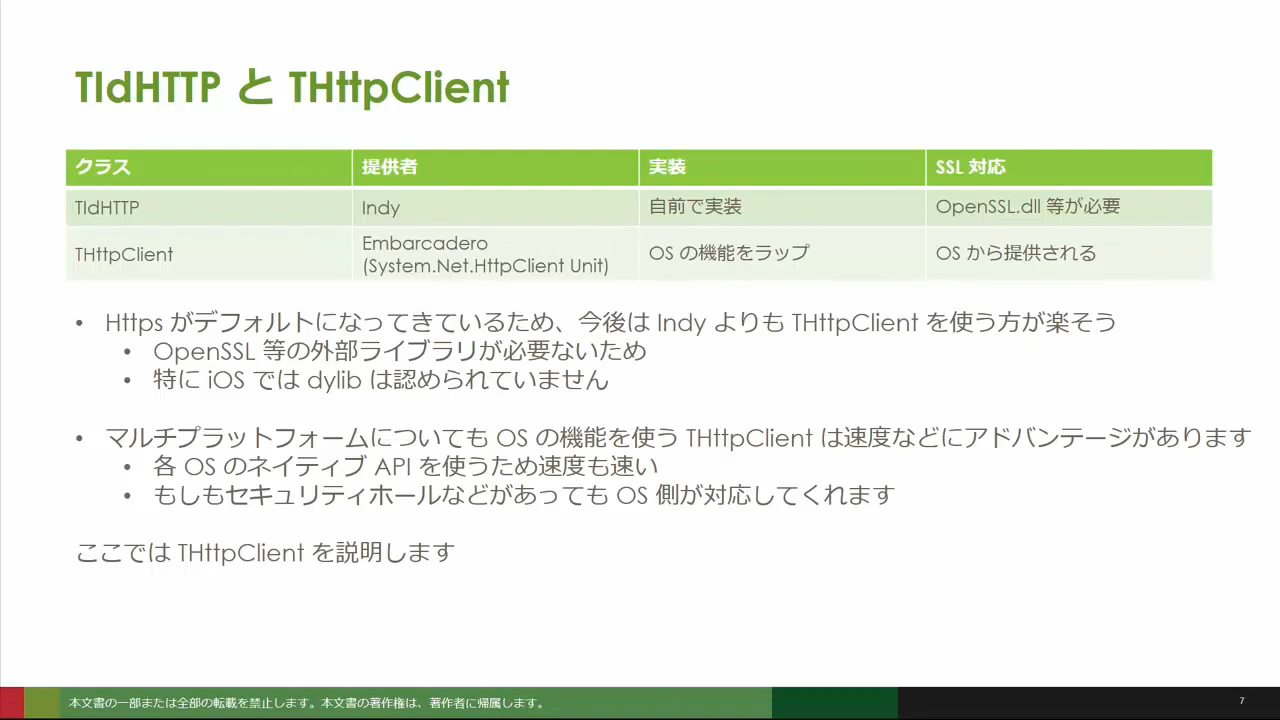 TIdHTTP と THttpClient
クラス 提供者 実装 SSL 対応
TIdHTTP Indy 自前で実装 OpenSSL.dll 等が必要
THttpClient Embarcadero (System.Net.HttpClient Unit) OS の機能をラップ OS から提供される
• Https がデフォルトになってきているため、今後は Indy よりも THttpClient を使う方が楽そう
• OpenSSL 等の外部ライブラリが必要ないため
• 特に iOS では dylib は認められていません
• マルチプラットフォームについても OS の機能を使う THttpClient は速度などにアドバンテージがあります
• 各 OS のネイティブ API を使うため速度も速い
• もしもセキュリティホールなどがあっても OS 側が対応してくれます
ここでは THttpClient を説明します
本文書の一部または全部の転載を禁止します。本文書の著作権は、著作者に帰属します。
7